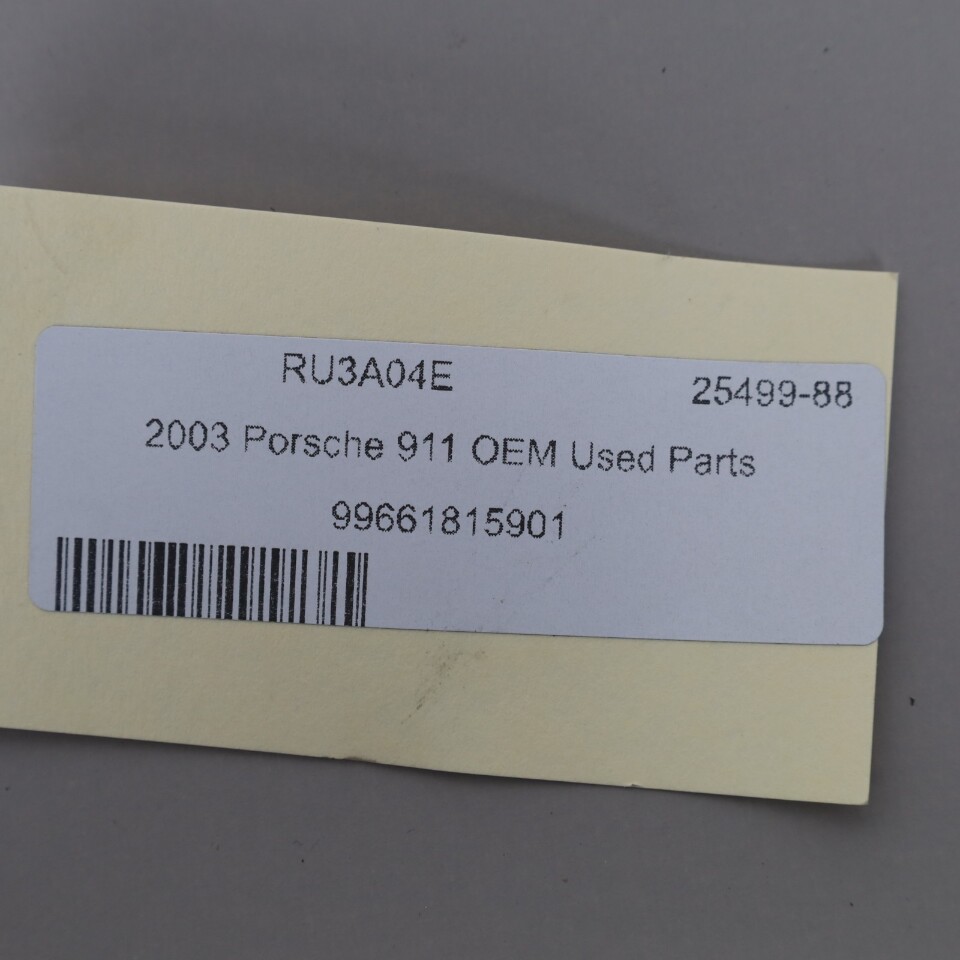 RU3A04E 25499-88
2003 Porsche 911 OEM Used Parts
99661815901